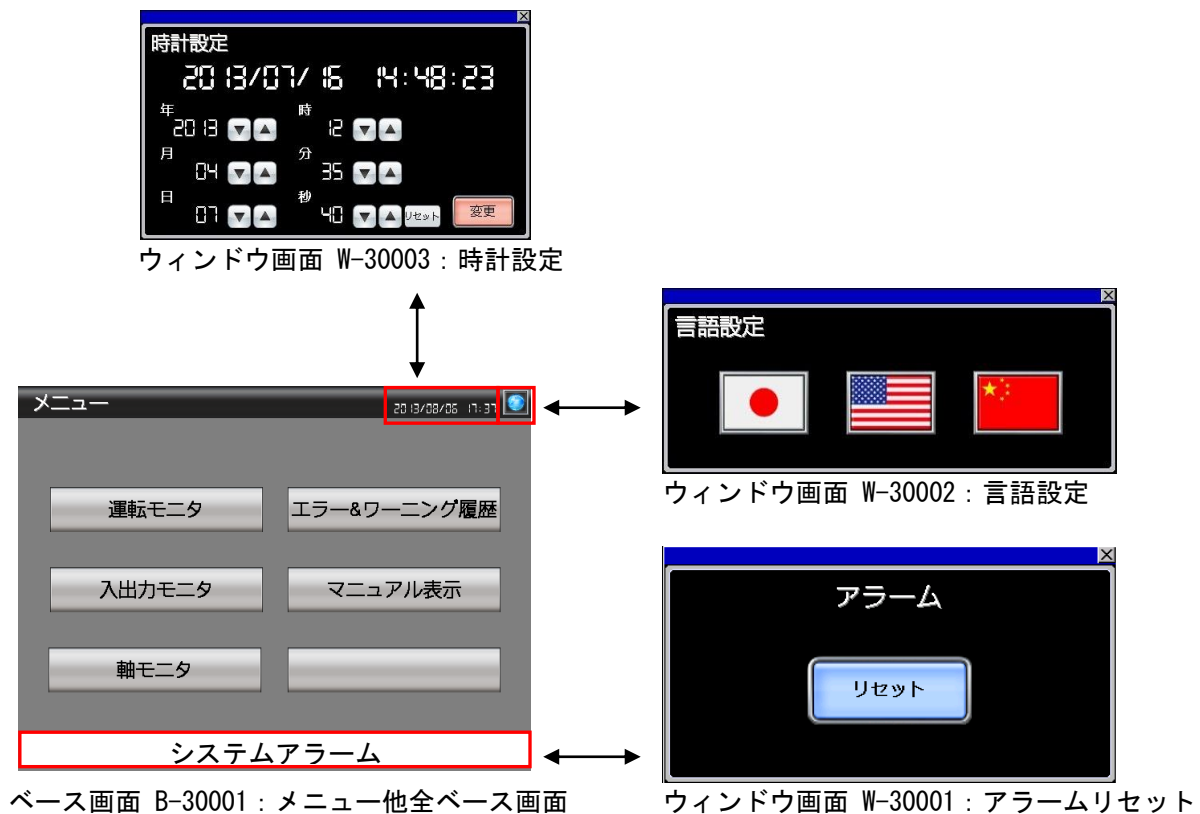 時計設定
2013/07/16 14:48:23
年 2013 時 12
月 04 分 35
日 07 秒 40 リセット 変更
ウィンドウ画面 W-30003：時計設定
言語設定
ウィンドウ画面 W-30002：言語設定
メニュー 2013/08/06 17:37
運転モニタ エラー&ワーニング履歴
入出力モニタ マニュアル表示
軸モニタ
システムアラーム
ベース画面 B-30001：メニュー他全ベース画面
アラーム
リセット
ウィンドウ画面 W-30001：アラームリセット